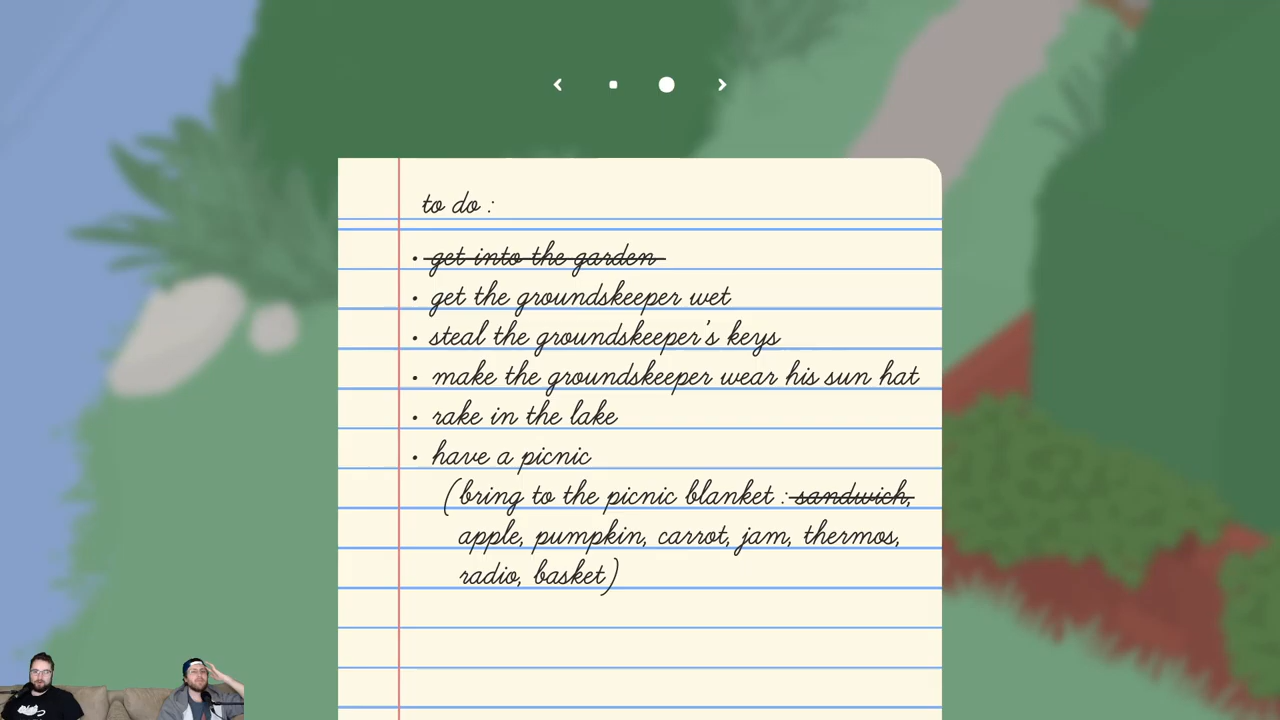 to do :
• get into the garden
• get the groundskeeper wet
• steal the groundskeeper's keys
• make the groundskeeper wear his sun hat
• rake in the lake
• have a picnic
(bring to the picnic blanket : sandwich,
apple, pumpkin, carrot, jam, thermos,
radio, basket)